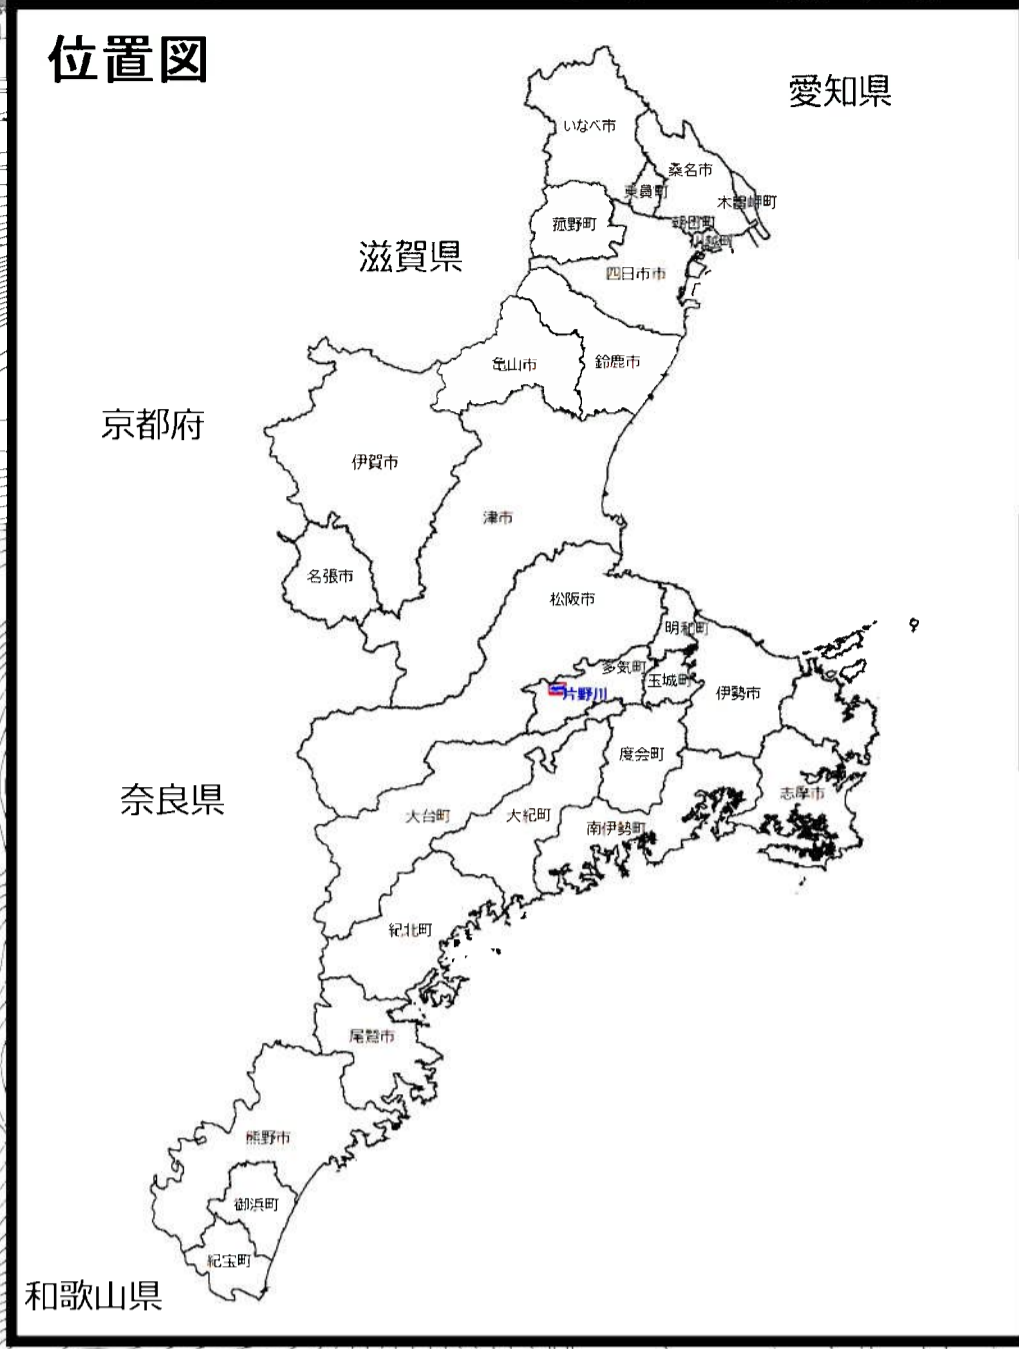 位置図
愛知県
いなべ市
桑名市
東員町
木曽岬町
菰野町
朝日町
川越町
滋賀県
四日市市
亀山市
鈴鹿市
京都府
伊賀市
津市
名張市
松阪市
明和町
多気町
玉城町
片野川
伊勢市
度会町
奈良県
志摩市
大台町
大紀町
南伊勢町
紀北町
尾鷲市
熊野市
御浜町
紀宝町
和歌山県